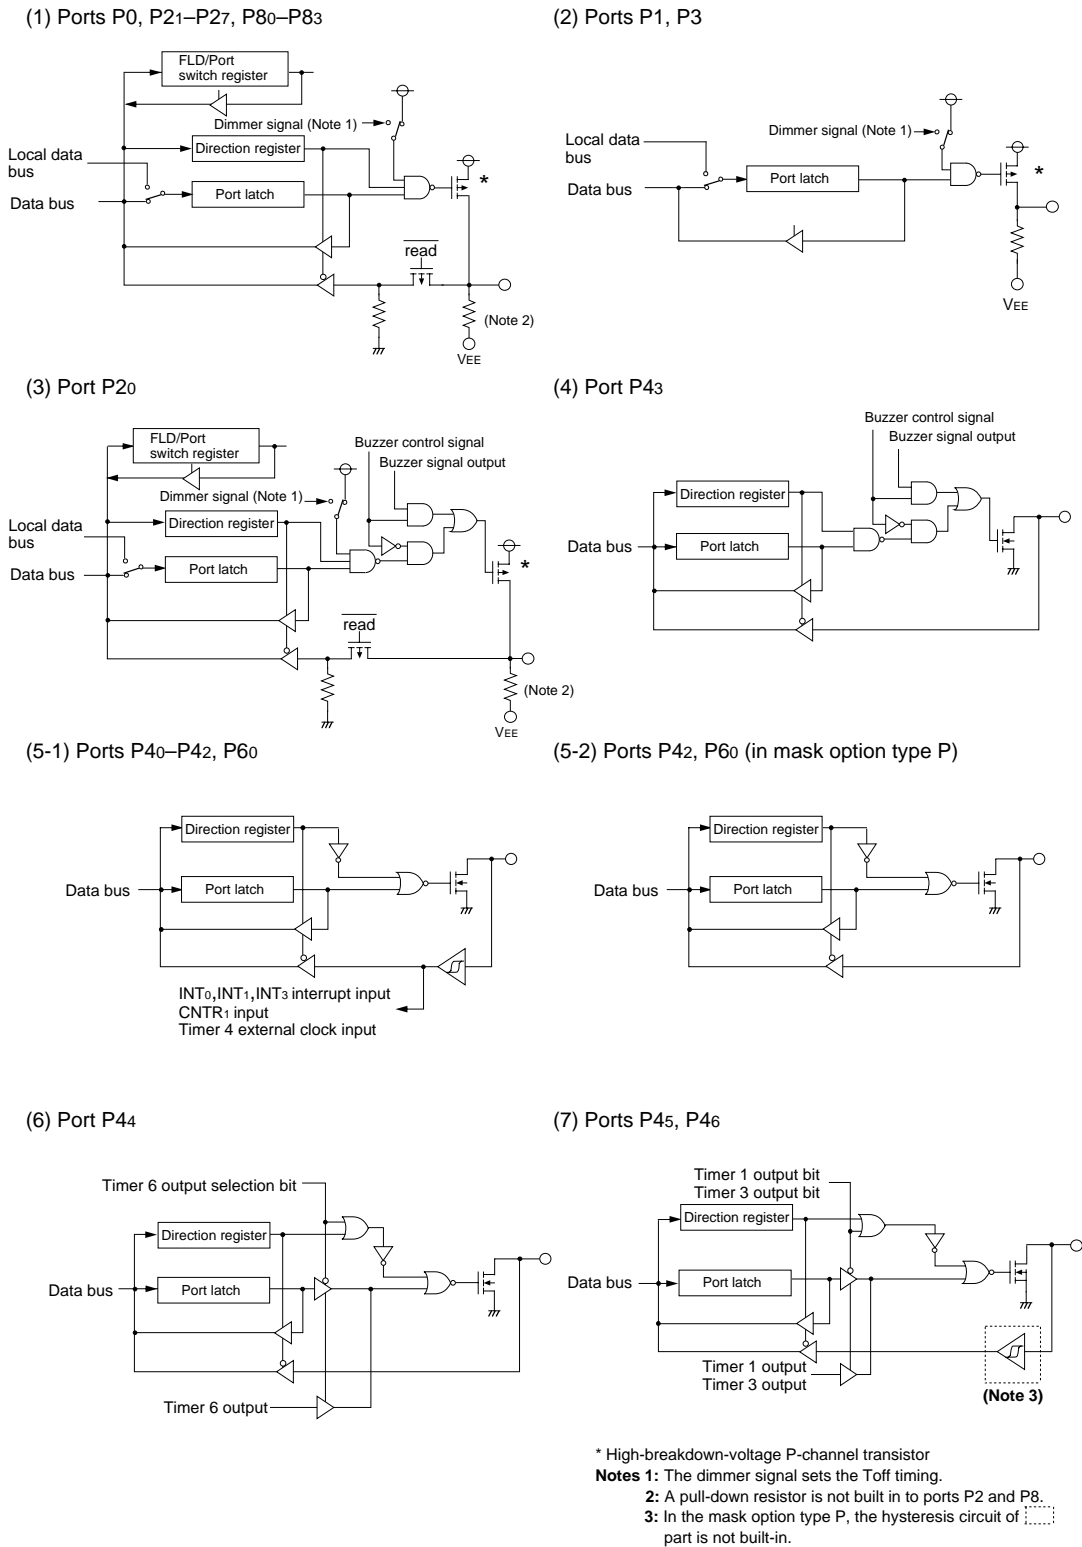 (1) Ports P0, P21–P27, P80–P83
FLD/Port
switch register
Dimmer signal (Note 1)
Direction register
Local data
bus
Port latch
Data bus
*
read
(Note 2)
VEE
(2) Ports P1, P3
Dimmer signal (Note 1)
Local data
bus
Data bus
Port latch
*
VEE
(3) Port P20
FLD/Port
switch register
Buzzer control signal
Buzzer signal output
Dimmer signal (Note 1)
Direction register
Local data
bus
Port latch
Data bus
*
read
(Note 2)
VEE
(4) Port P43
Buzzer control signal
Buzzer signal output
Direction register
Data bus
Port latch
(5-1) Ports P40–P42, P60
Direction register
Data bus
Port latch
INT0,INT1,INT3 interrupt input
CNTR1 input
Timer 4 external clock input
(5-2) Ports P42, P60 (in mask option type P)
Direction register
Data bus
Port latch
(6) Port P44
Timer 6 output selection bit
Direction register
Data bus
Port latch
Timer 6 output
(7) Ports P45, P46
Timer 1 output bit
Timer 3 output bit
Direction register
Data bus
Port latch
Timer 1 output
Timer 3 output
(Note 3)
* High-breakdown-voltage P-channel transistor
Notes 1: The dimmer signal sets the Toff timing.
2: A pull-down resistor is not built in to ports P2 and P8.
3: In the mask option type P, the hysteresis circuit of
part is not built-in.